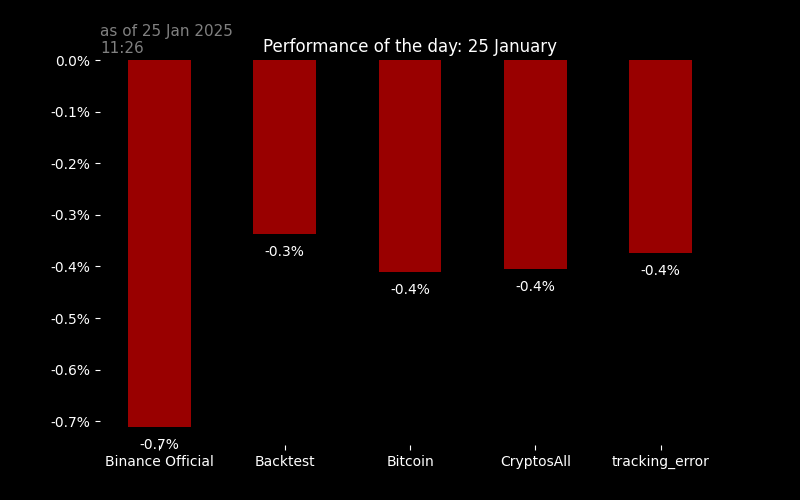 as of 25 Jan 2025
11:26
Performance of the day: 25 January
0.0%
-0.1%
-0.2%
-0.3%
-0.4%
-0.5%
-0.6%
-0.7%
-0.7%
-0.3%
-0.4%
-0.4%
-0.4%
Binance Official
Backtest
Bitcoin
CryptosAll
tracking_error